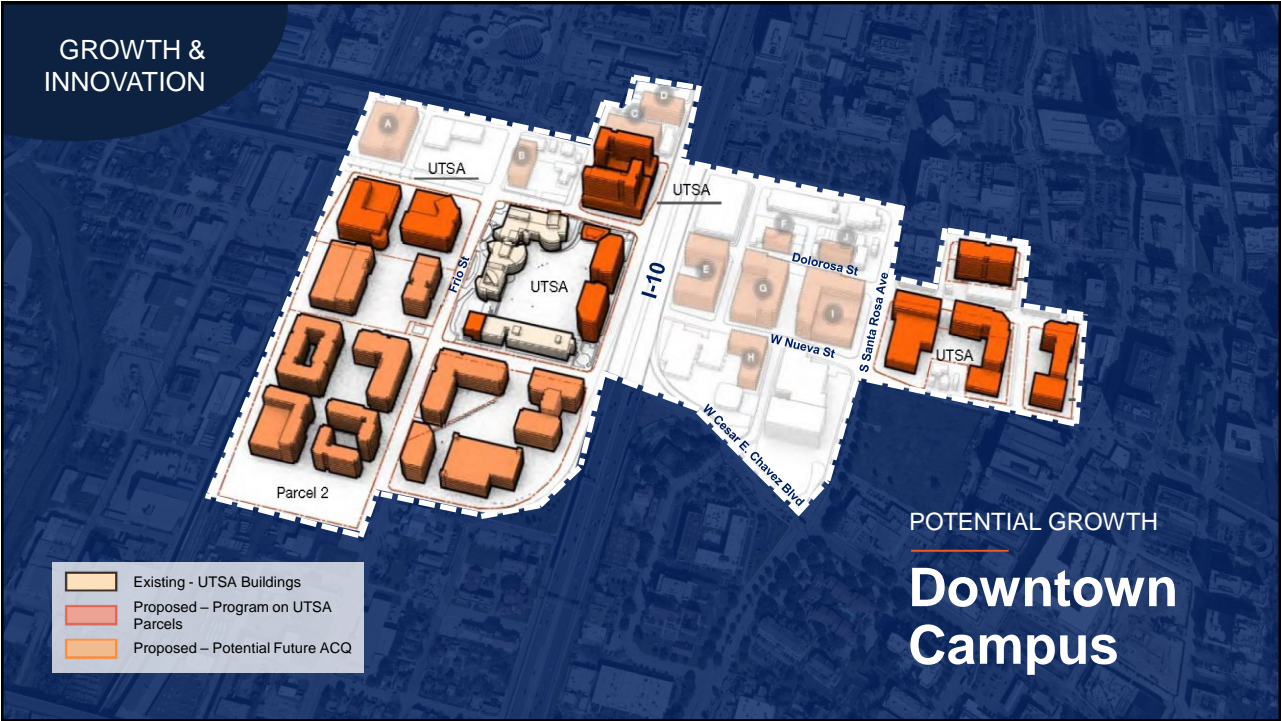 GROWTH &
INNOVATION
D
C
A
B
UTSA
UTSA
Dolorosa St
E
G
I
H
Frio St
UTSA
I-10
S Santa Rosa Ave
W Nueva St
UTSA
W Cesar E. Chavez Blvd
Parcel 2
POTENTIAL GROWTH
Downtown
Campus
Existing - UTSA Buildings
Proposed – Program on UTSA
Parcels
Proposed – Potential Future ACQ